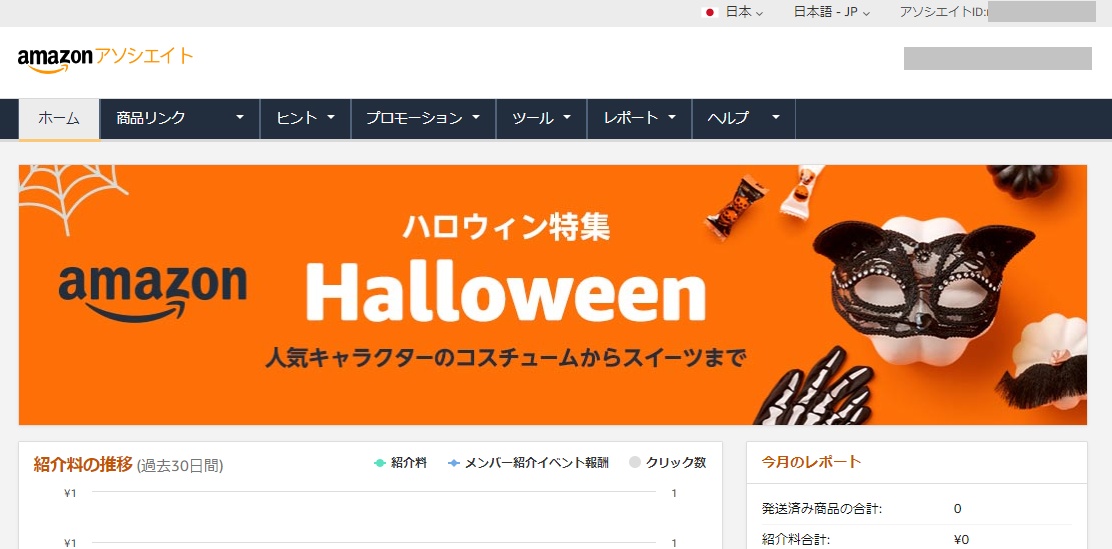 日本
日本語 - JP
アソシエイトID:
amazonアソシエイト
ホーム
商品リンク
ヒント
プロモーション
ツール
レポート
ヘルプ
ハロウィン特集
amazon
Halloween
人気キャラクターのコスチュームからスイーツまで
紹介料の推移 (過去30日間)
紹介料
メンバー紹介イベント報酬
クリック数
¥1
1
¥1
1
今月のレポート
発送済み商品の合計: 0
紹介料合計: ¥0